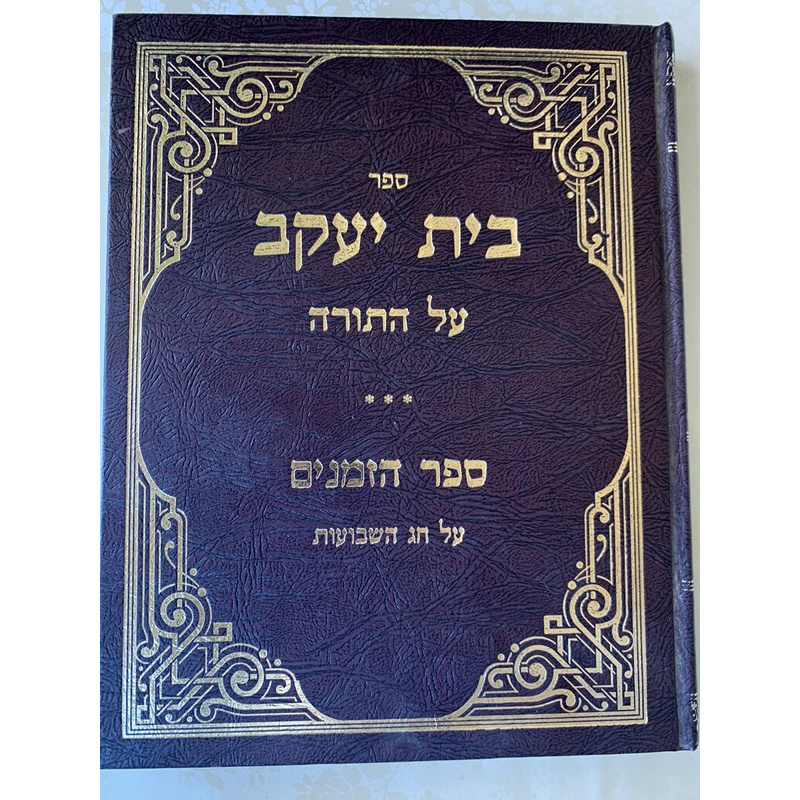 ספר
בית יעקב
על התורה
***
ספר הזמנים
על חג השבועות